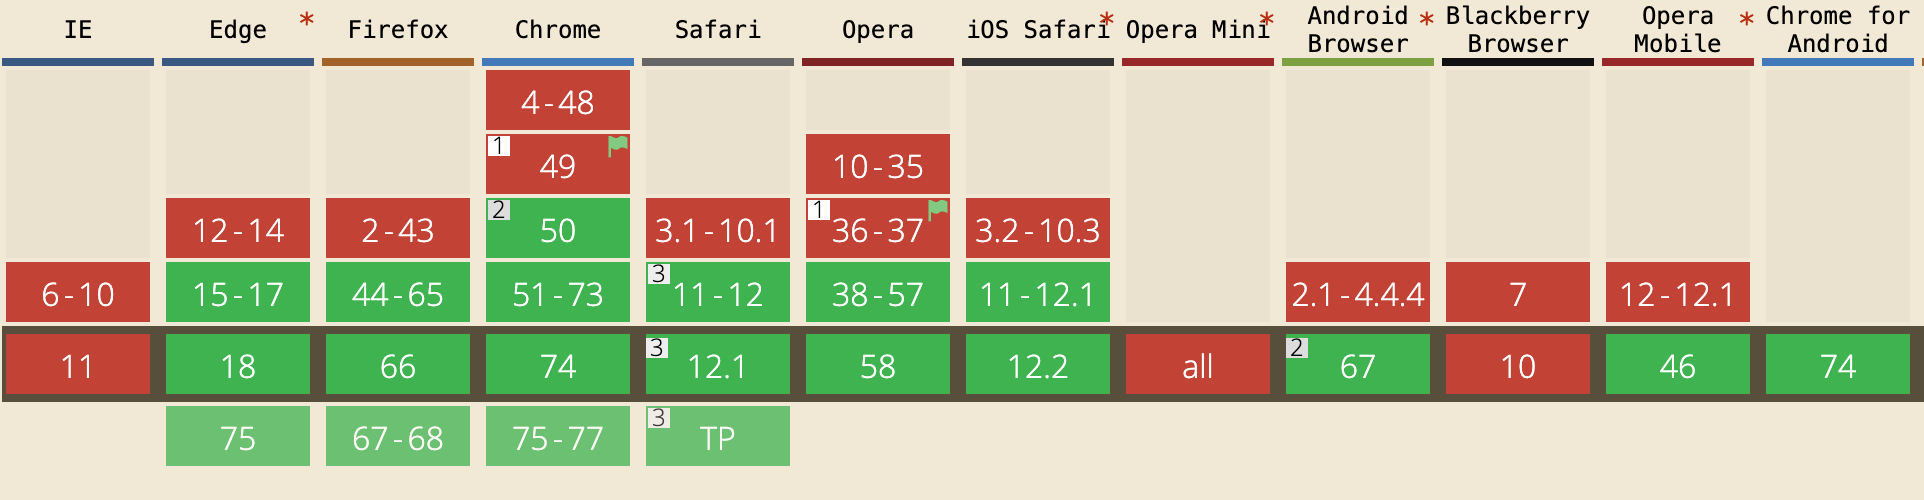 IE Edge * Firefox Chrome Safari Opera iOS Safari * Opera Mini * Android Browser * Blackberry Browser Opera Mobile * Chrome for Android
4-48
1 49
10-35
12-14 2-43 2 50 3.1-10.1 1 36-37 3.2-10.3
6-10 15-17 44-65 51-73 3 11-12 38-57 11-12.1 2.1-4.4.4 7 12-12.1
11 18 66 74 3 12.1 58 12.2 all 2 67 10 46 74
75 67-68 75-77 3 TP